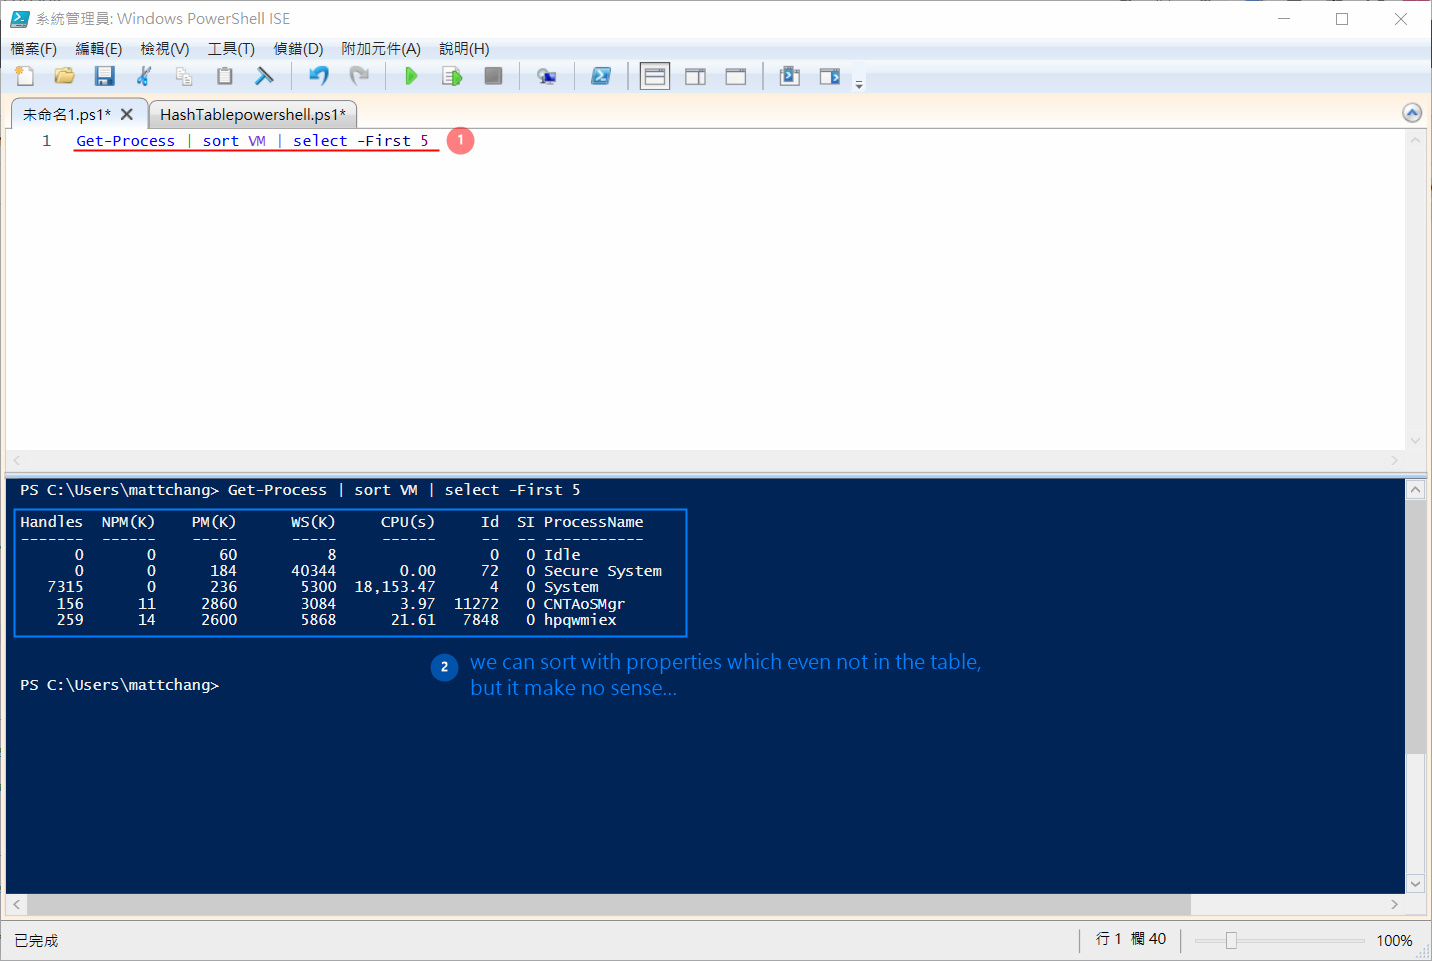 系統管理員: Windows PowerShell ISE
檔案(F) 編輯(E) 檢視(V) 工具(T) 偵錯(D) 附加元件(A) 說明(H)
未命名1.ps1* HashTablepowershell.ps1*
1 Get-Process | sort VM | select -First 5 1
PS C:\Users\mattchang> Get-Process | sort VM | select -First 5
Handles NPM(K) PM(K) WS(K) CPU(s) Id SI ProcessName
------- ------ ----- ----- ------ -- -- -----------
0 0 60 8 0 0 Idle
0 0 184 40344 0.00 72 0 Secure System
7315 0 236 5300 18,153.47 4 0 System
156 11 2860 3084 3.97 11272 0 CNTAoSMgr
259 14 2600 5868 21.61 7848 0 hpqwmiex
2 we can sort with properties which even not in the table,
but it make no sense...
PS C:\Users\mattchang>
已完成 行 1 欄 40 100%